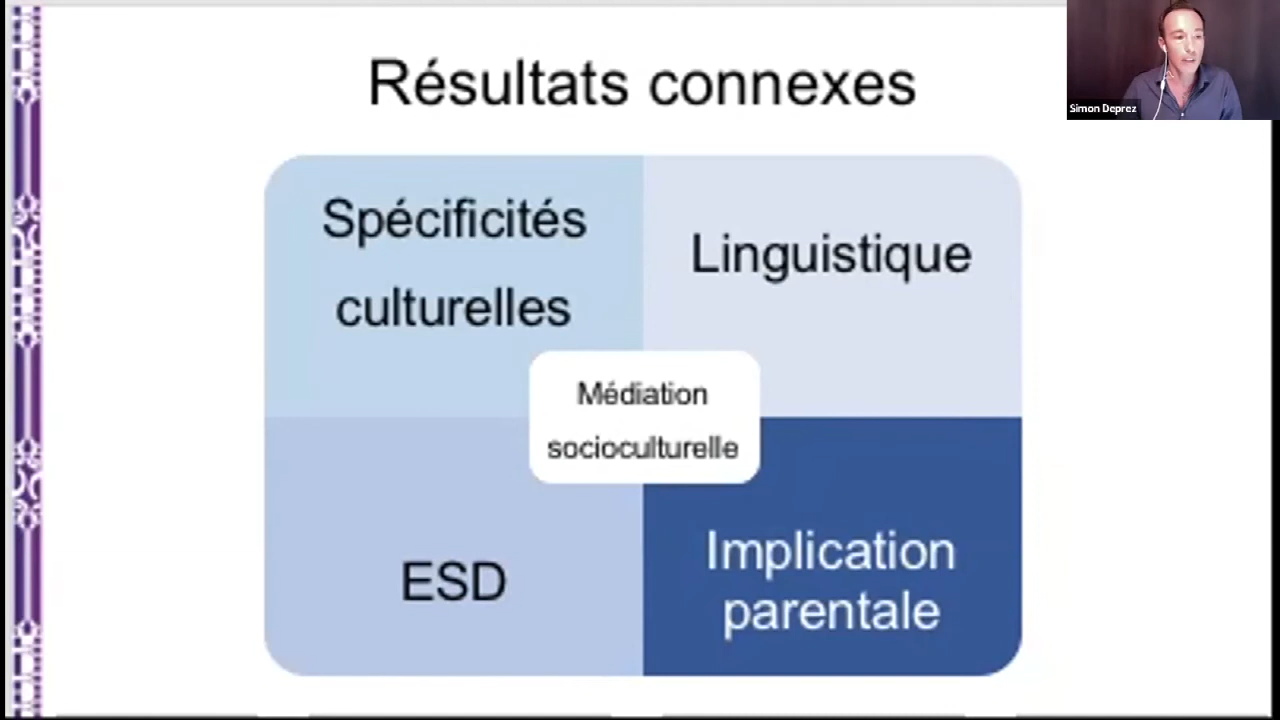 Résultats connexes
Simon Deprez
Spécificités
culturelles
Linguistique
Médiation
socioculturelle
ESD
Implication
parentale